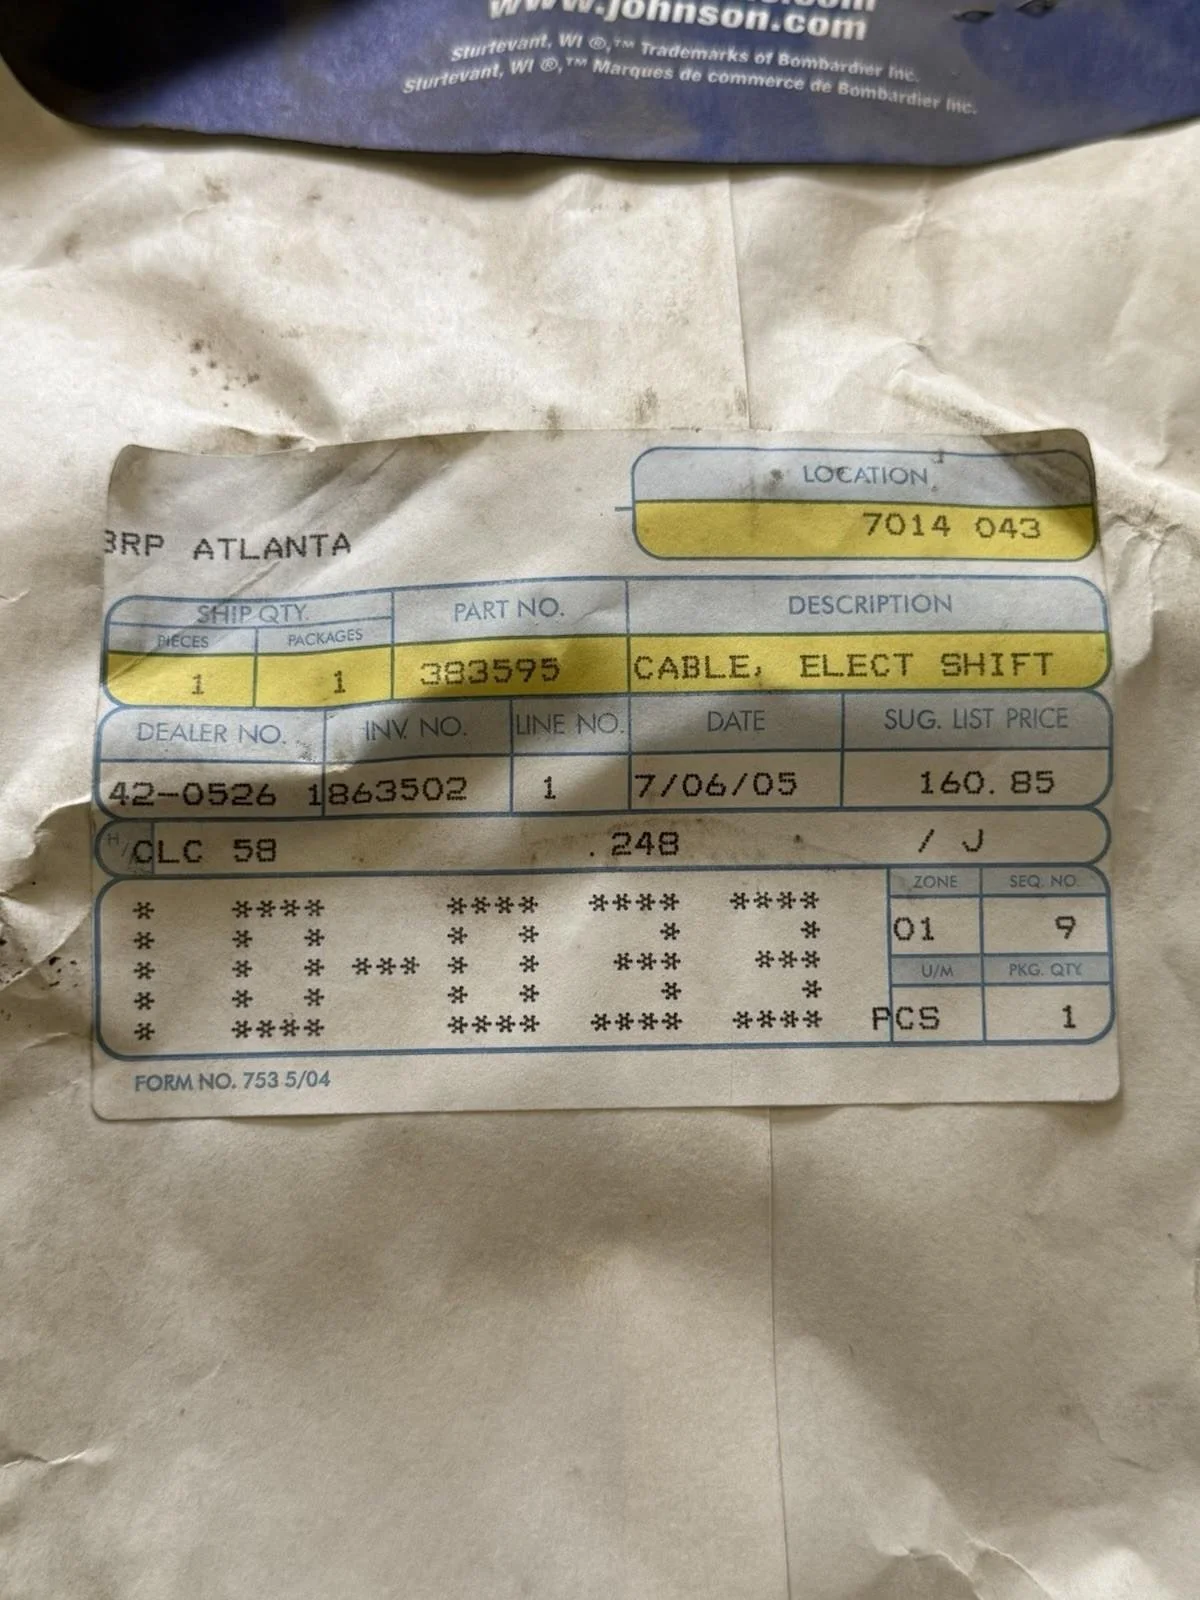 www.johnson.com
Sturtevant, WI ®,™ Trademarks of Bombardier Inc.
Sturtevant, WI ®,™ Marques de commerce de Bombardier Inc.
LOCATION
7014 043
BRP ATLANTA
SHIP QTY. PART NO. DESCRIPTION
PIECES PACKAGES
1 1 383595 CABLE, ELECT SHIFT
DEALER NO. INV. NO. LINE NO. DATE SUG. LIST PRICE
42-0526 1863502 1 7/06/05 160.85
H/CLC 58 .248 / J
ZONE SEQ. NO.
* **** **** **** ****
01 9
* * * * * * *
* * * *** * * *** ***
U/M PKG. QTY.
* * * * * * *
* **** **** **** ****
PCS 1
FORM NO. 753 5/04